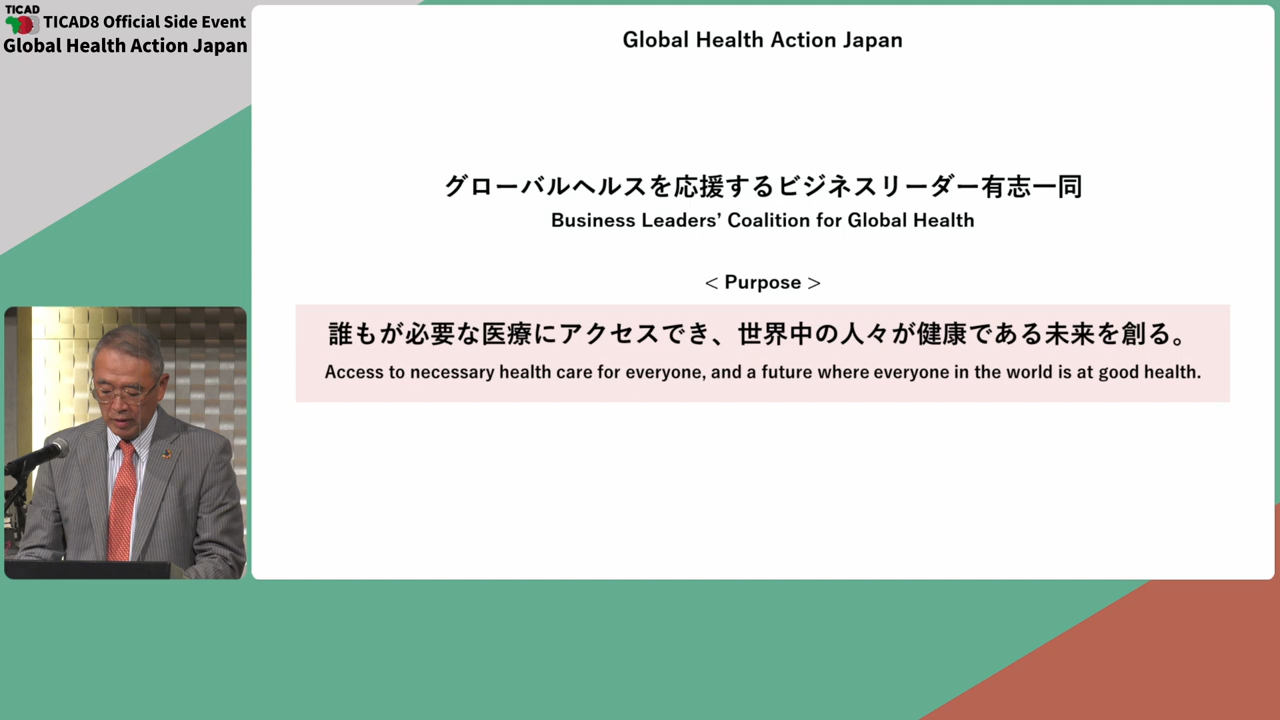 TICAD
TICAD8 Official Side Event
Global Health Action Japan
Global Health Action Japan
グローバルヘルスを応援するビジネスリーダー有志一同
Business Leaders’ Coalition for Global Health
< Purpose >
誰もが必要な医療にアクセスでき、世界中の人々が健康である未来を創る。
Access to necessary health care for everyone, and a future where everyone in the world is at good health.